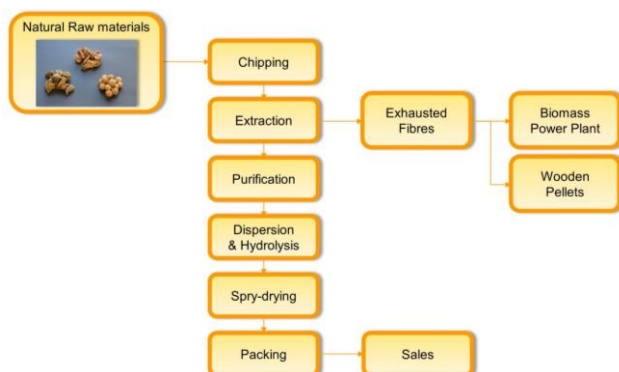 Natural Raw materials
Chipping
Extraction
Exhausted
Fibres
Biomass
Power Plant
Purification
Wooden
Pellets
Dispersion
& Hydrolysis
Spry-drying
Packing
Sales